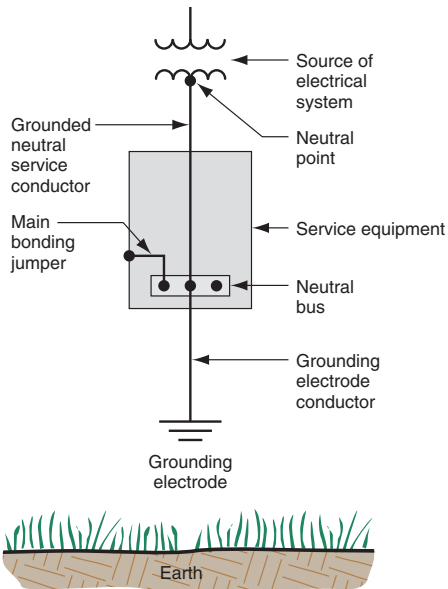 Source of
electrical
system
Grounded
neutral
service
conductor
Neutral
point
Main
bonding
jumper
Service equipment
Neutral
bus
Grounding
electrode
conductor
Grounding
electrode
Earth